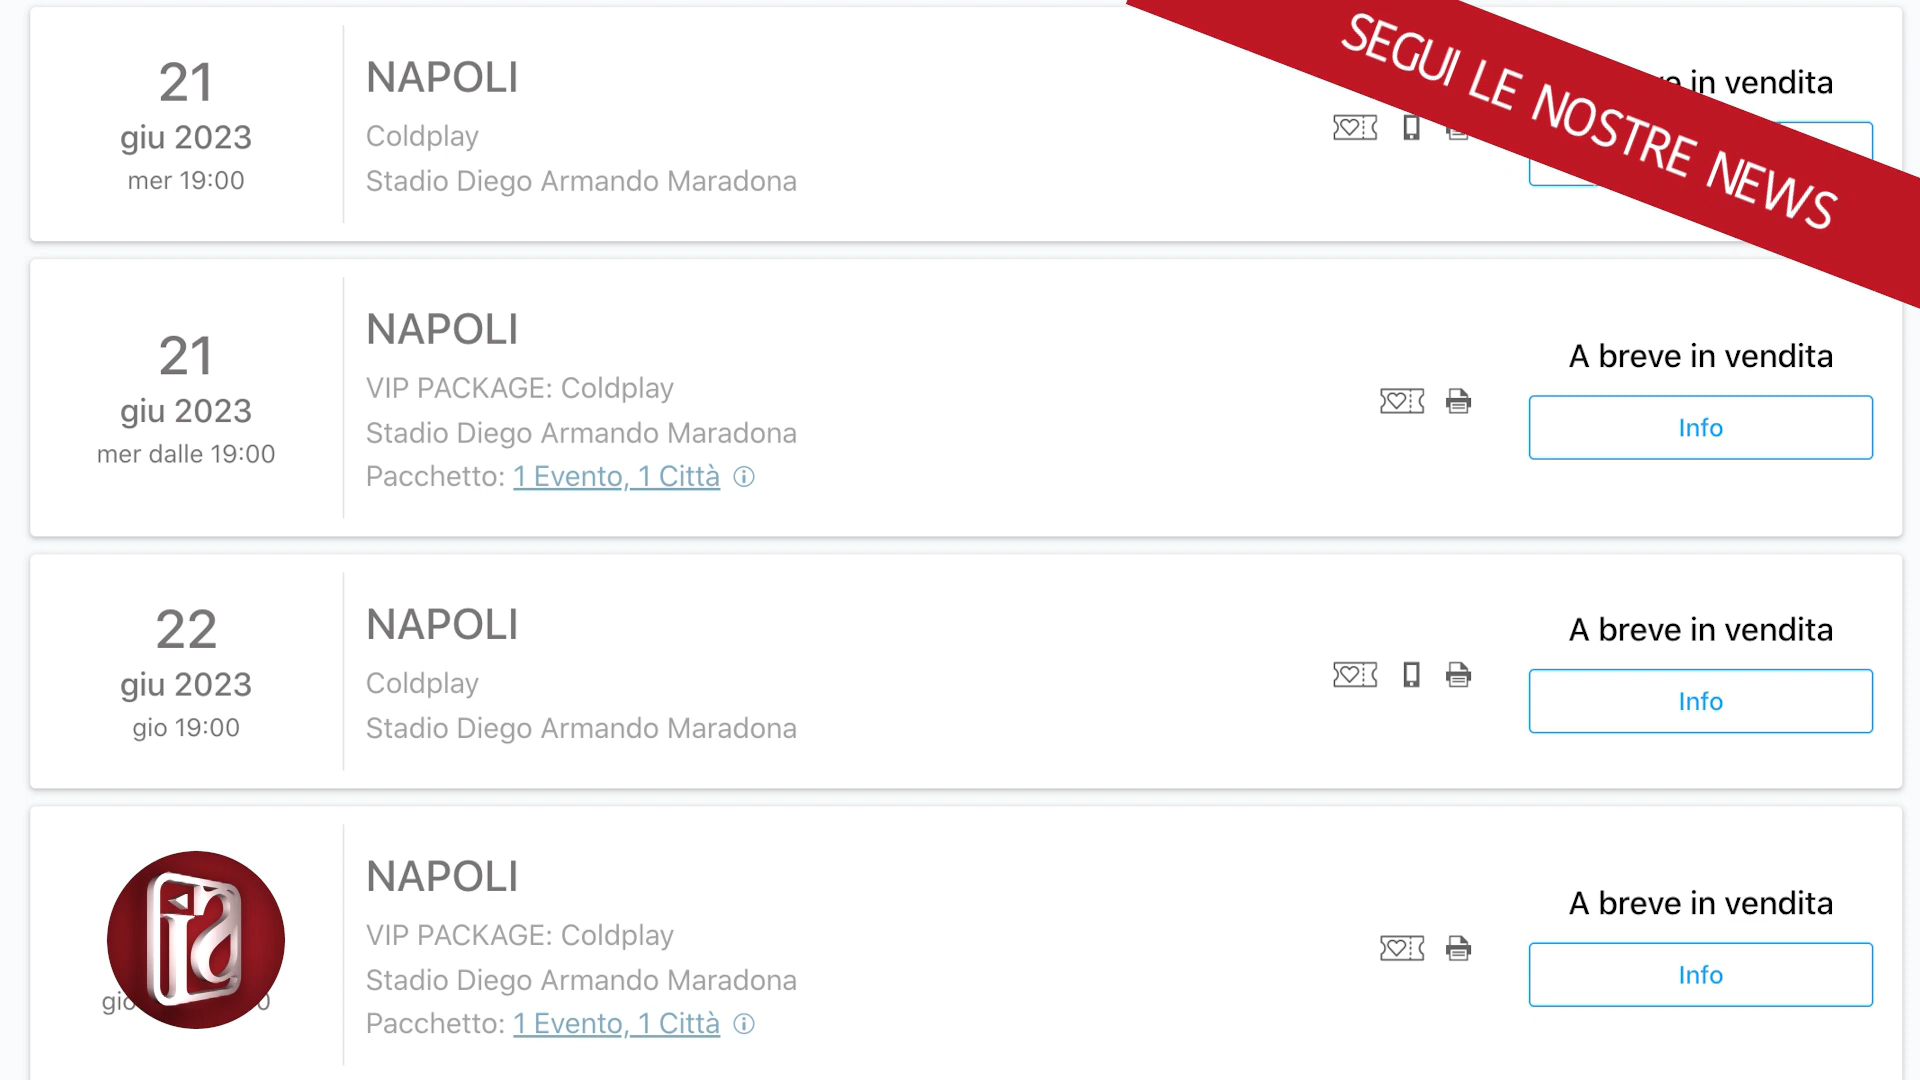 21
giu 2023
mer 19:00
NAPOLI
Coldplay
Stadio Diego Armando Maradona
in vendita
SEGUI LE NOSTRE NEWS
21
giu 2023
mer dalle 19:00
NAPOLI
VIP PACKAGE: Coldplay
Stadio Diego Armando Maradona
Pacchetto: 1 Evento, 1 Città
A breve in vendita
Info
22
giu 2023
gio 19:00
NAPOLI
Coldplay
Stadio Diego Armando Maradona
A breve in vendita
Info
gio
NAPOLI
VIP PACKAGE: Coldplay
Stadio Diego Armando Maradona
Pacchetto: 1 Evento, 1 Città
A breve in vendita
Info